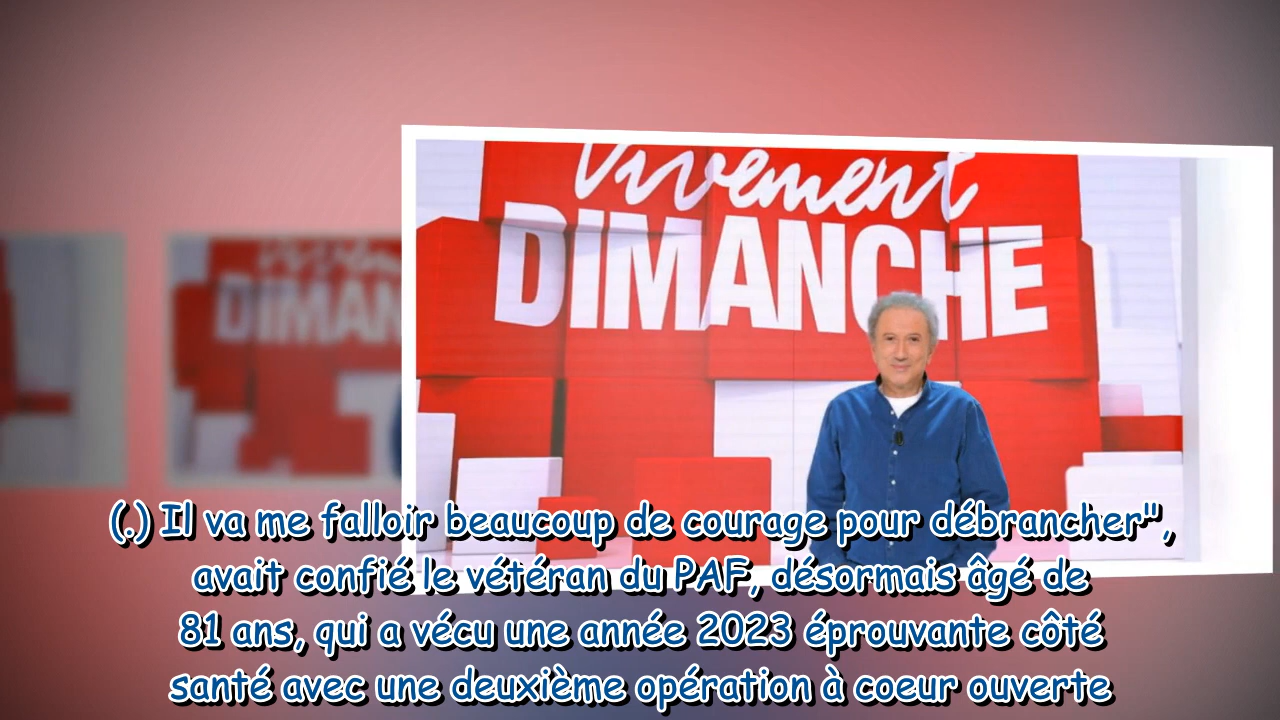 Vivement
DIMANCHE
DIMAN
(.) Il va me falloir beaucoup de courage pour débrancher",
avait confié le vétéran du PAF, désormais âgé de
81 ans, qui a vécu une année 2023 éprouvante côté
santé avec une deuxième opération à coeur ouverte